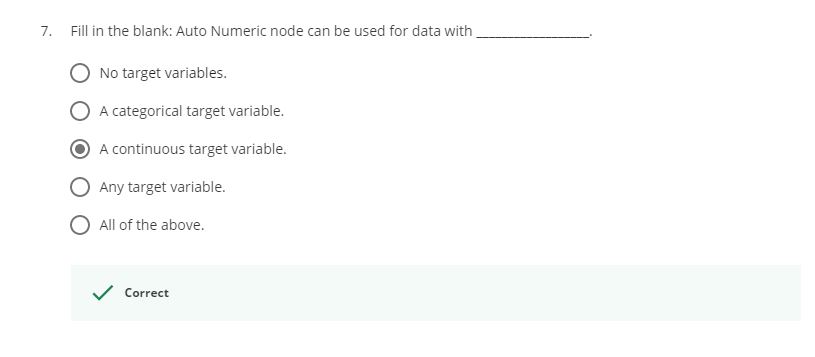 7. Fill in the blank: Auto Numeric node can be used for data with __________________.
No target variables.
A categorical target variable.
A continuous target variable.
Any target variable.
All of the above.
Correct